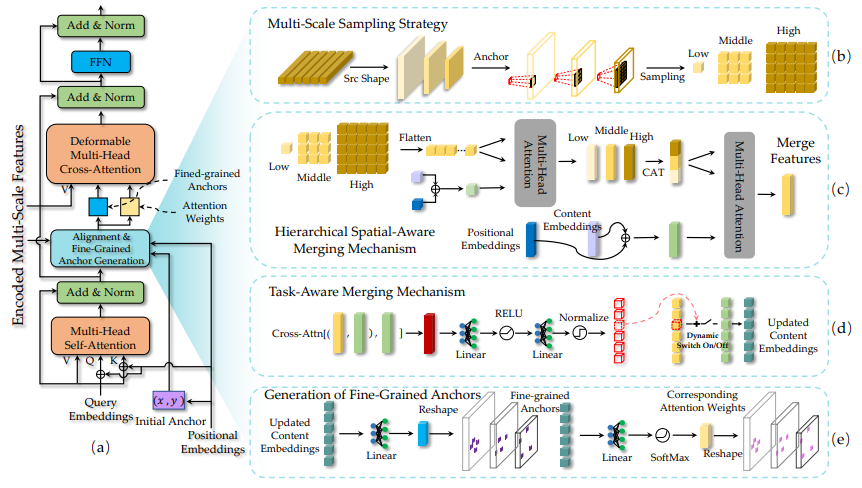 Add & Norm
FFN
Add & Norm
Deformable
Multi-Head
Cross-Attention
Fined-grained
Anchors
V
Attention
Weights
Encoded Multi-Scale Features
Alignment &
Fine-Grained
Anchor Generation
Add & Norm
Multi-Head
Self-Attention
V Q K
Query
Embeddings
(x, y)
Initial Anchor
Positional
Embeddings
(a)
Multi-Scale Sampling Strategy
Src Shape
Anchor
Sampling
Low
Middle
High
(b)
Low
Middle
High
Flatten
Multi-Head
Attention
Low
Middle
High
CAT
Multi-Head Attention
Merge
Features
Hierarchical Spatial-Aware
Merging Mechanism
Positional
Embeddings
Content
Embeddings
(c)
Task-Aware Merging Mechanism
Cross-Attn[( , ), ]
Linear
RELU
Linear
Normalize
Dynamic
Switch On/Off
Updated
Content
Embeddings
(d)
Generation of Fine-Grained Anchors
Updated
Content
Embeddings
Linear
Reshape
Fine-grained
Anchors
Linear
SoftMax
Corresponding
Attention Weights
Reshape
(e)